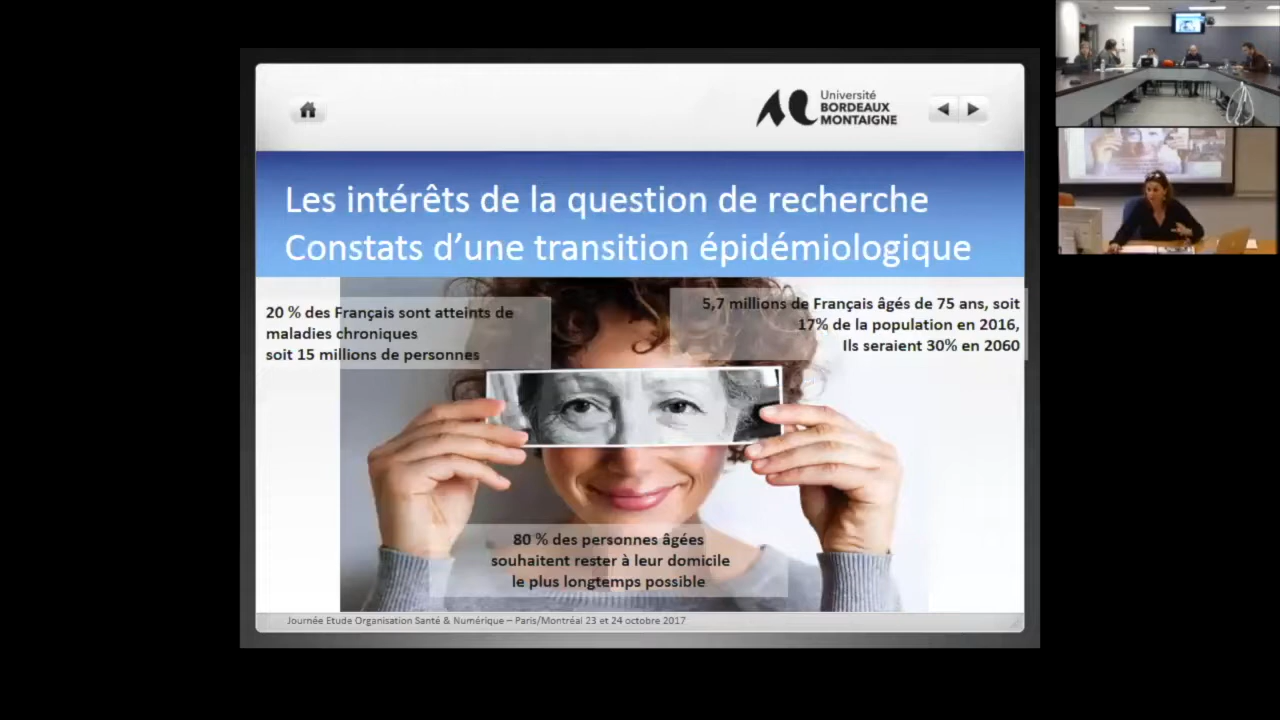 Université
BORDEAUX
MONTAIGNE
Les intérêts de la question de recherche
Constats d’une transition épidémiologique
20 % des Français sont atteints de
maladies chroniques
soit 15 millions de personnes
5,7 millions de Français âgés de 75 ans, soit
17% de la population en 2016,
Ils seraient 30% en 2060
80 % des personnes âgées
souhaitent rester à leur domicile
le plus longtemps possible
Journée Etude Organisation Santé & Numérique – Paris/Montréal 23 et 24 octobre 2017